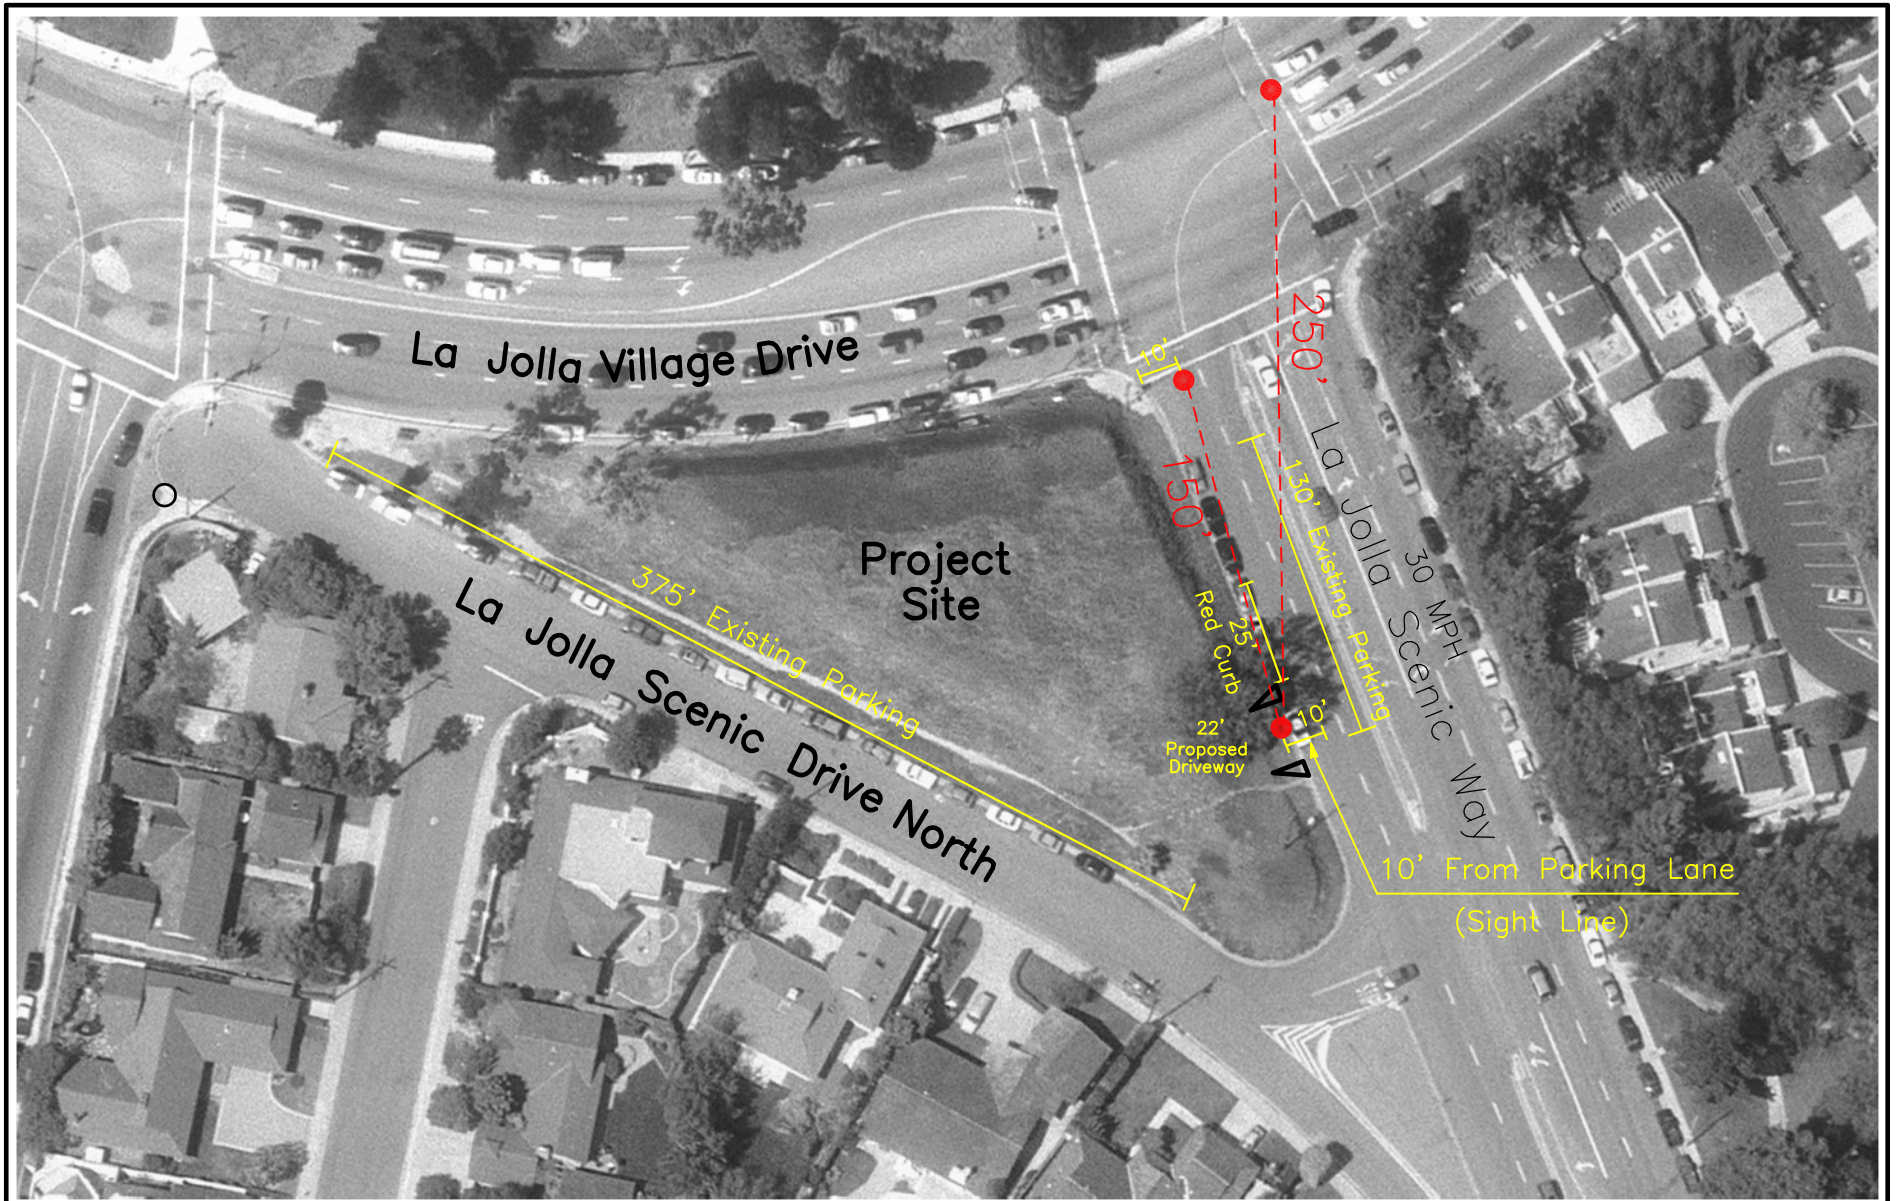 La Jolla Village Drive
10'
250'
150'
130' Existing Parking
La Jolla Scenic Way
30 MPH
Project
Site
375' Existing Parking
La Jolla Scenic Drive North
25'
Red Curb
22'
Proposed
Driveway
10'
10' From Parking Lane
(Sight Line)